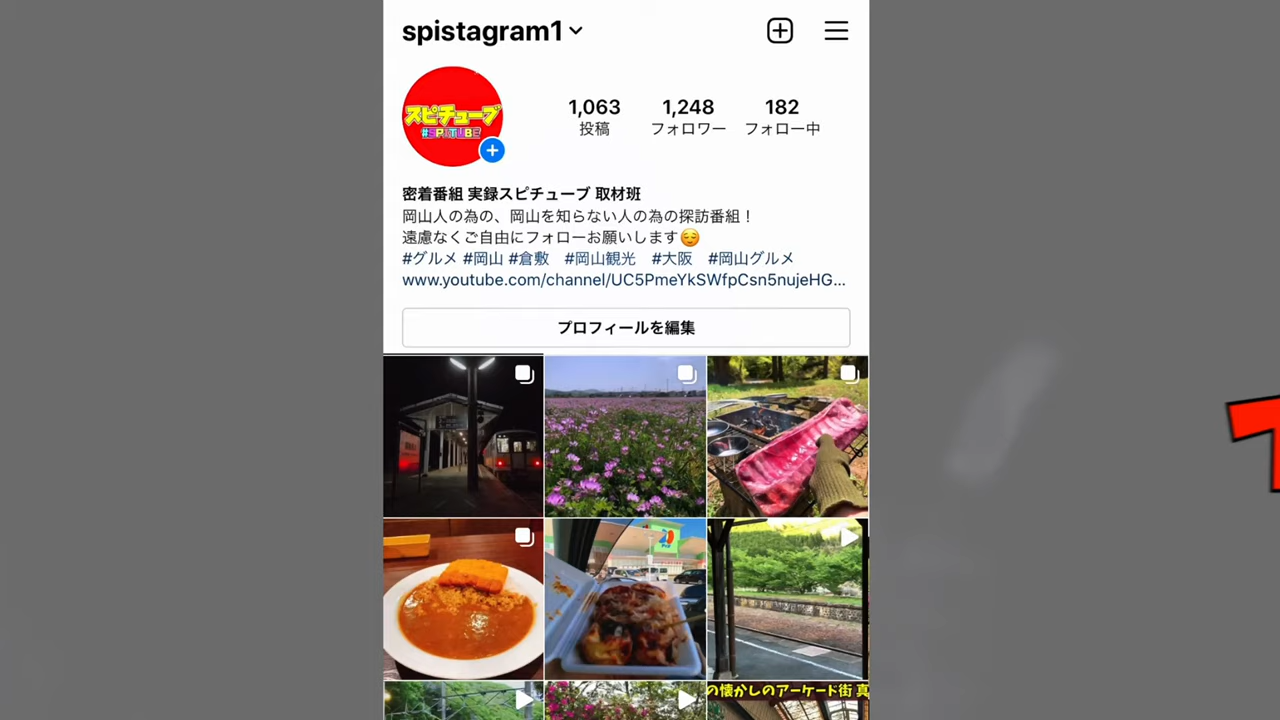 spistagram1
スピチューブ
#SPITUBE
1,063
投稿
1,248
フォロワー
182
フォロー中
密着番組 実録スピチューブ 取材班
岡山人の為の、岡山を知らない人の為の探訪番組！
遠慮なくご自由にフォローお願いします😌
#グルメ #岡山 #倉敷　#岡山観光　#大阪　#岡山グルメ
www.youtube.com/channel/UC5PmeYkSWfpCsn5nujeHG...
プロフィールを編集
の懐かしのアーケード街 真